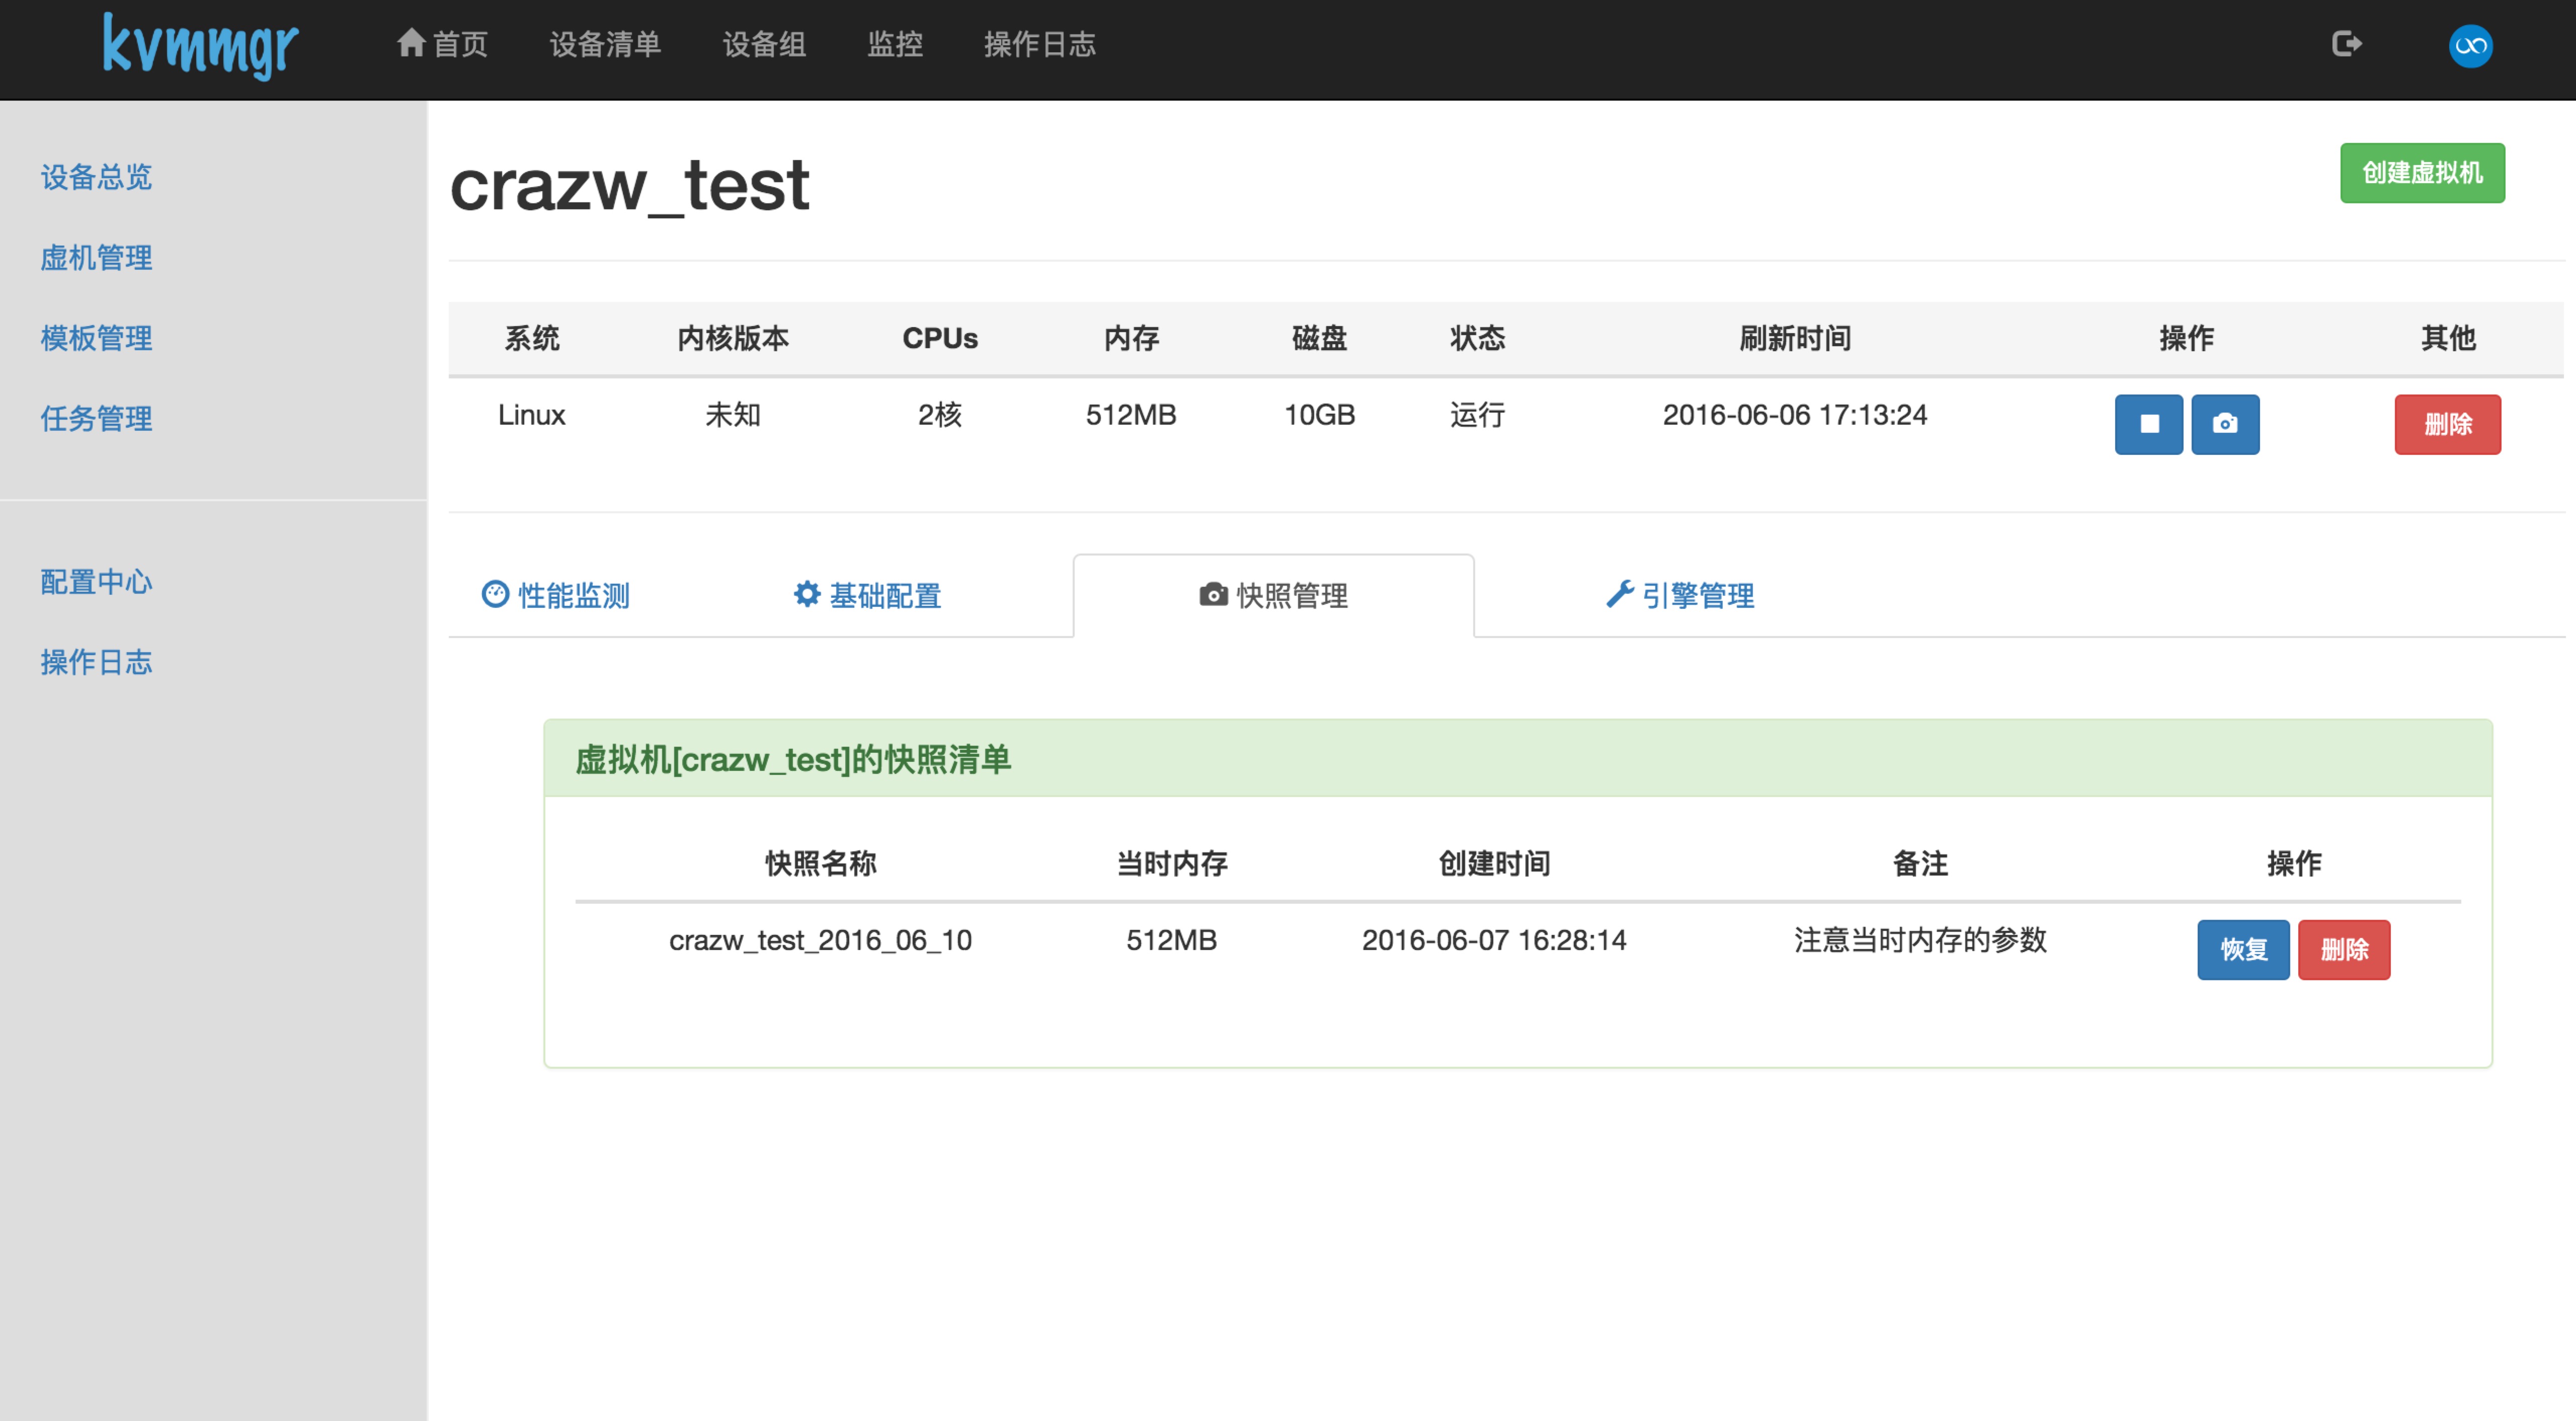 kvmmgr 首页 设备清单 设备组 监控 操作日志
设备总览
虚机管理
模板管理
任务管理
配置中心
操作日志
crazw_test 创建虚拟机
系统 内核版本 CPUs 内存 磁盘 状态 刷新时间 操作 其他
Linux 未知 2核 512MB 10GB 运行 2016-06-06 17:13:24 删除
性能监测 基础配置 快照管理 引擎管理
虚拟机[crazw_test]的快照清单
快照名称 当时内存 创建时间 备注 操作
crazw_test_2016_06_10 512MB 2016-06-07 16:28:14 注意当时内存的参数 恢复 删除